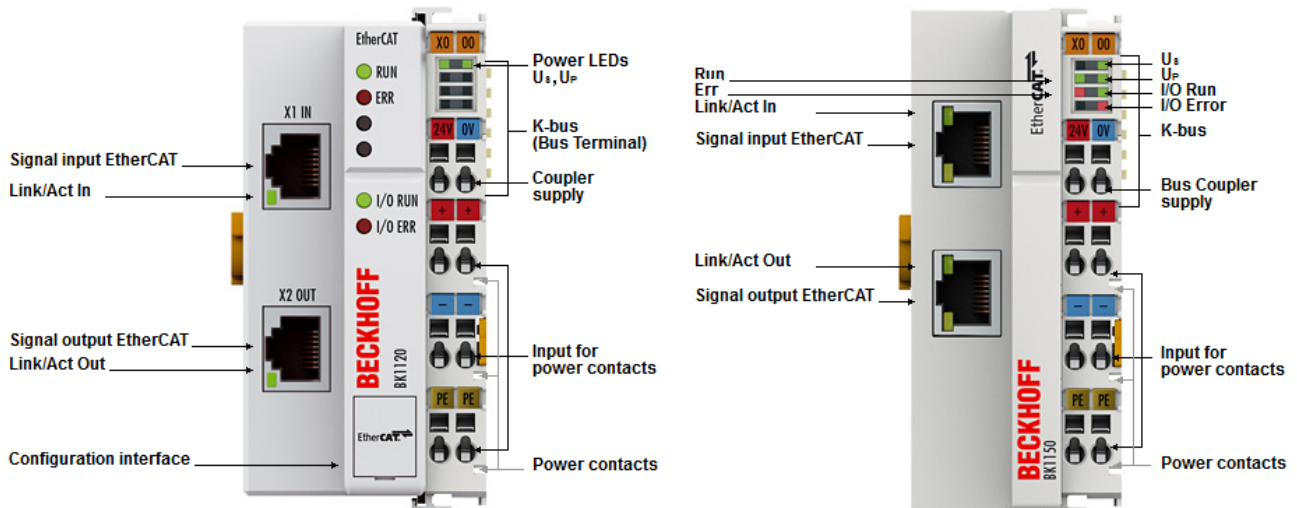 EtherCAT
X0 00
RUN
ERR
Power LEDs
Us, UP
X1 IN
24V 0V
K-bus
(Bus Terminal)
Signal input EtherCAT
Link/Act In
Coupler
supply
I/O RUN
I/O ERR
+ +
BECKHOFF
BK1120
X2 OUT
− −
Signal output EtherCAT
Link/Act Out
Input for
power contacts
PE PE
EtherCAT
Configuration interface
Power contacts
X0 00
EtherCAT
Run
Err
Link/Act In
Signal input EtherCAT
Us
UP
I/O Run
I/O Error
24V 0V
K-bus
Bus Coupler
supply
+ +
Link/Act Out
Signal output EtherCAT
− −
Input for
power contacts
BECKHOFF
BK1150
PE PE
Power contacts